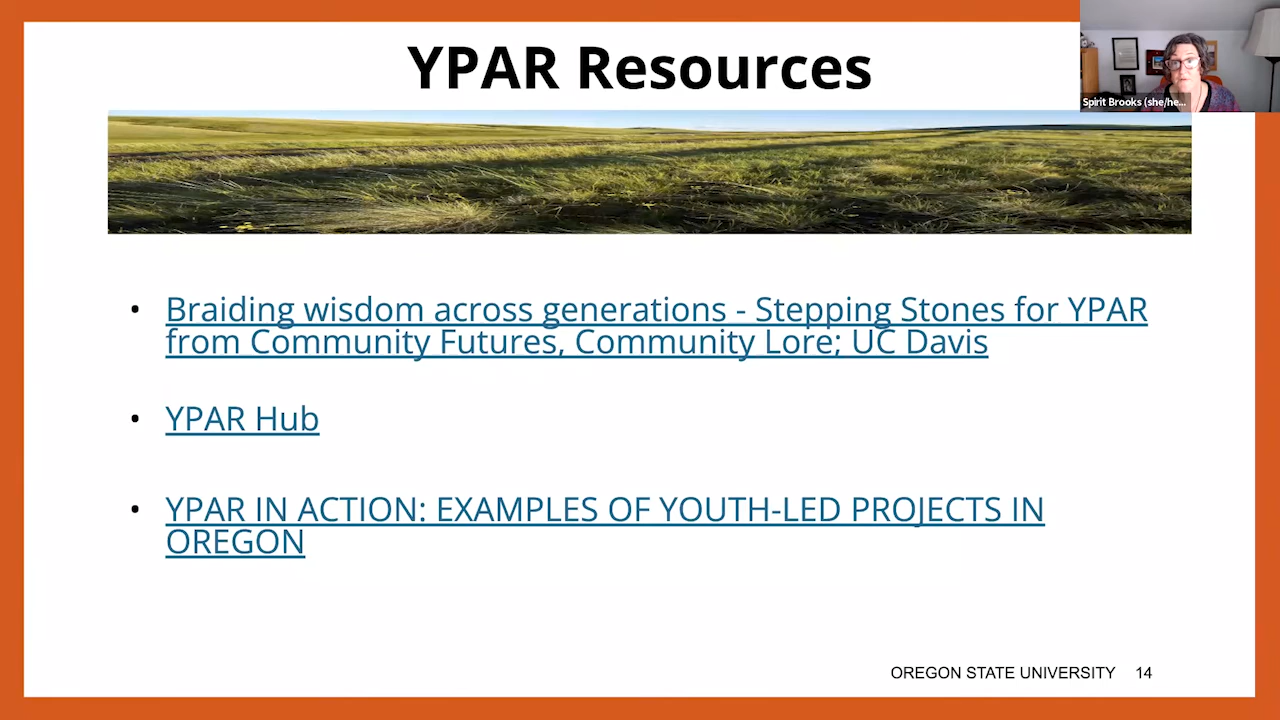 YPAR Resources
Spirit Brooks (she/he...
• Braiding wisdom across generations - Stepping Stones for YPAR
from Community Futures, Community Lore; UC Davis
• YPAR Hub
• YPAR IN ACTION: EXAMPLES OF YOUTH-LED PROJECTS IN
OREGON
OREGON STATE UNIVERSITY 14